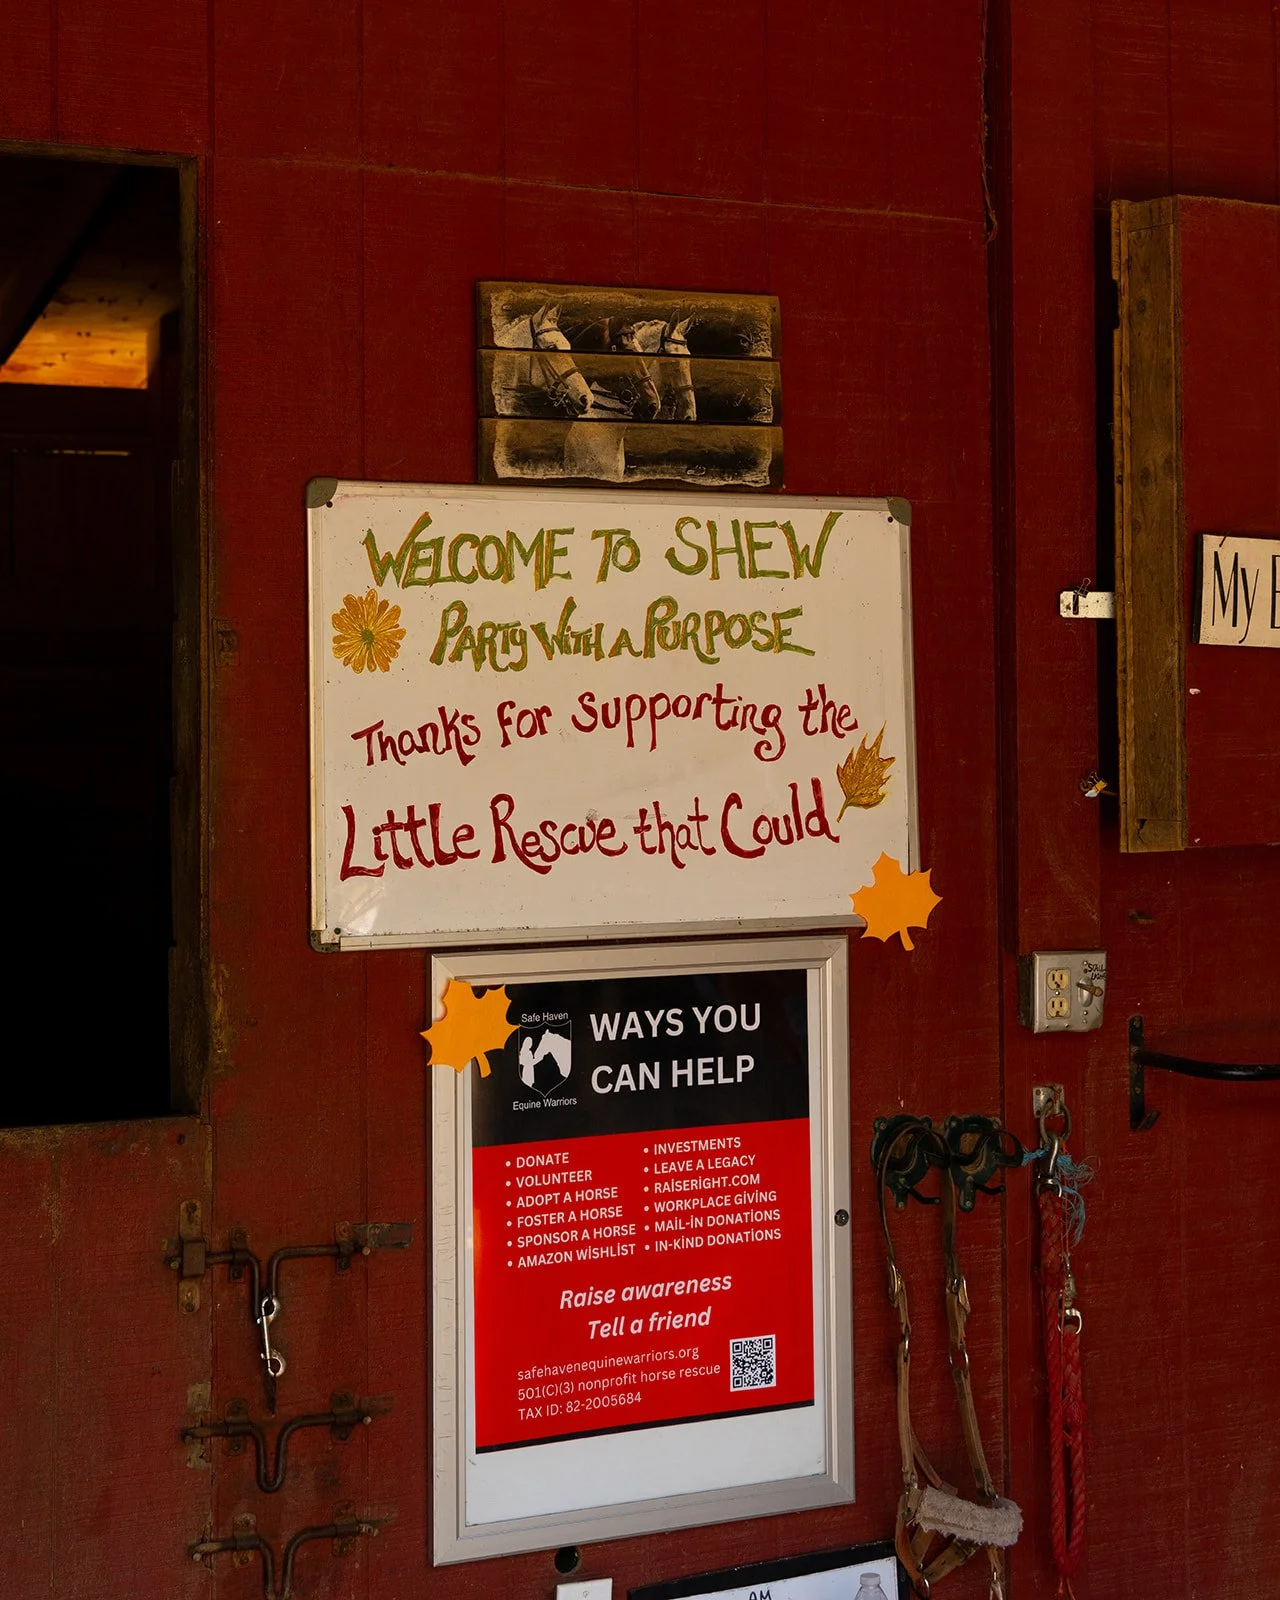 WELCOME TO SHEW
PARTY WITH A PURPOSE
Thanks for supporting the
Little Rescue that Could
My
Safe Haven
Equine Warriors
WAYS YOU
CAN HELP
• DONATE
• VOLUNTEER
• ADOPT A HORSE
• FOSTER A HORSE
• SPONSOR A HORSE
• AMAZON WISHLIST
• INVESTMENTS
• LEAVE A LEGACY
• RAISERIGHT.COM
• WORKPLACE GIVING
• MAIL-IN DONATIONS
• IN-KIND DONATIONS
Raise awareness
Tell a friend
safehavenequinewarriors.org
501(C)(3) nonprofit horse rescue
TAX ID: 82-2005684
AM